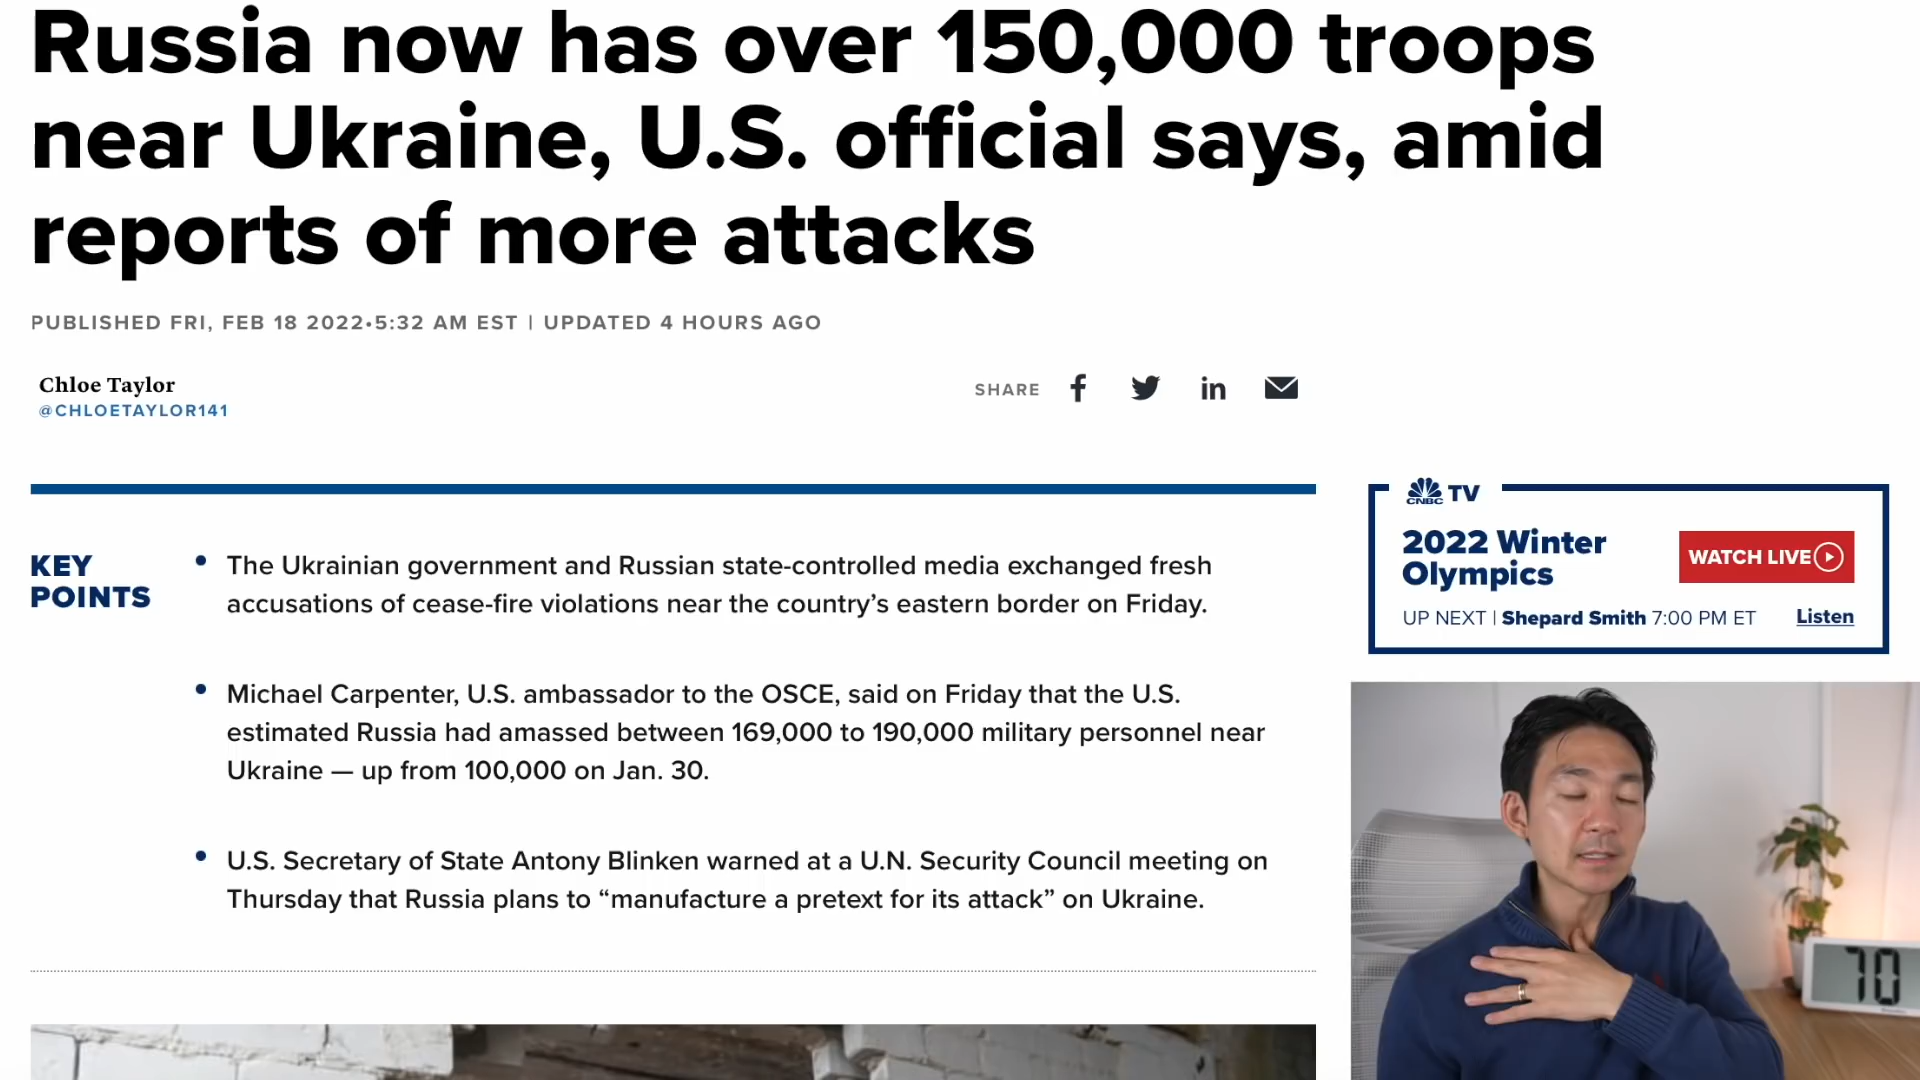 Russia now has over 150,000 troops
near Ukraine, U.S. official says, amid
reports of more attacks
PUBLISHED FRI, FEB 18 2022•5:32 AM EST | UPDATED 4 HOURS AGO
Chloe Taylor
@CHLOETAYLOR141
SHARE
KEY
POINTS
The Ukrainian government and Russian state-controlled media exchanged fresh
accusations of cease-fire violations near the country’s eastern border on Friday.
Michael Carpenter, U.S. ambassador to the OSCE, said on Friday that the U.S.
estimated Russia had amassed between 169,000 to 190,000 military personnel near
Ukraine — up from 100,000 on Jan. 30.
U.S. Secretary of State Antony Blinken warned at a U.N. Security Council meeting on
Thursday that Russia plans to “manufacture a pretext for its attack” on Ukraine.
CNBC TV
2022 Winter
Olympics
WATCH LIVE
UP NEXT | Shepard Smith 7:00 PM ET
Listen
70